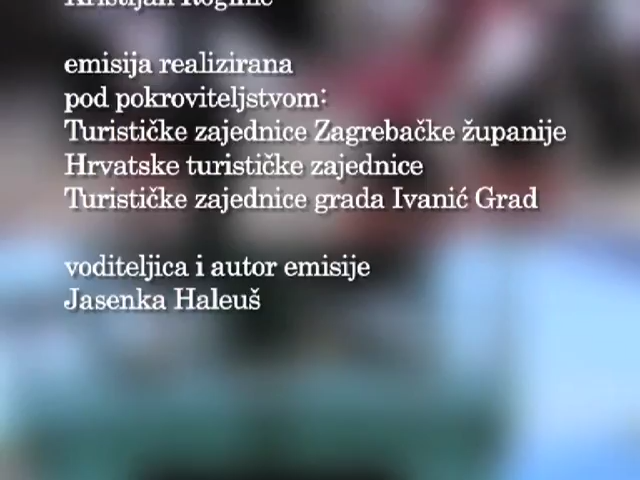 Kristijan
emisija realizirana
pod pokroviteljstvom:
Turističke zajednice Zagrebačke županije
Hrvatske turističke zajednice
Turističke zajednice grada Ivanić Grad
voditeljica i autor emisije
Jasenka Haleuš